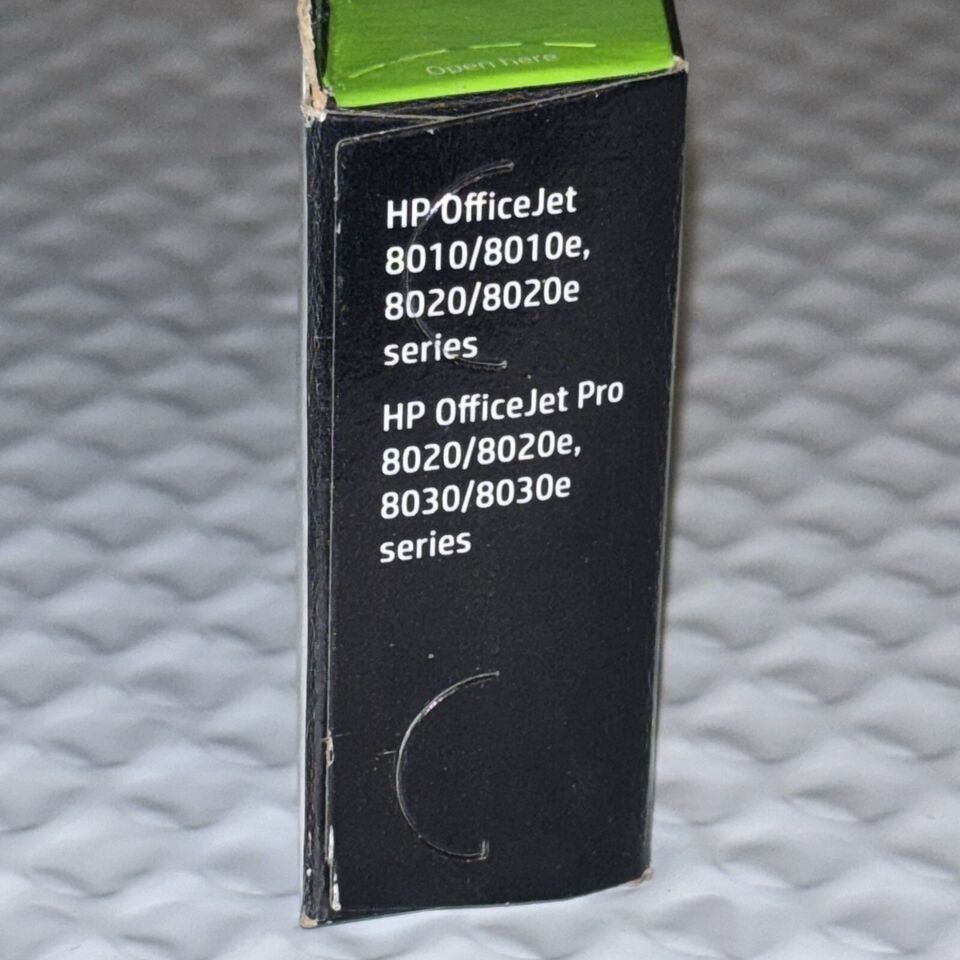 Open here
HP OfficeJet
8010/8010e,
8020/8020e
series
HP OfficeJet Pro
8020/8020e,
8030/8030e
series